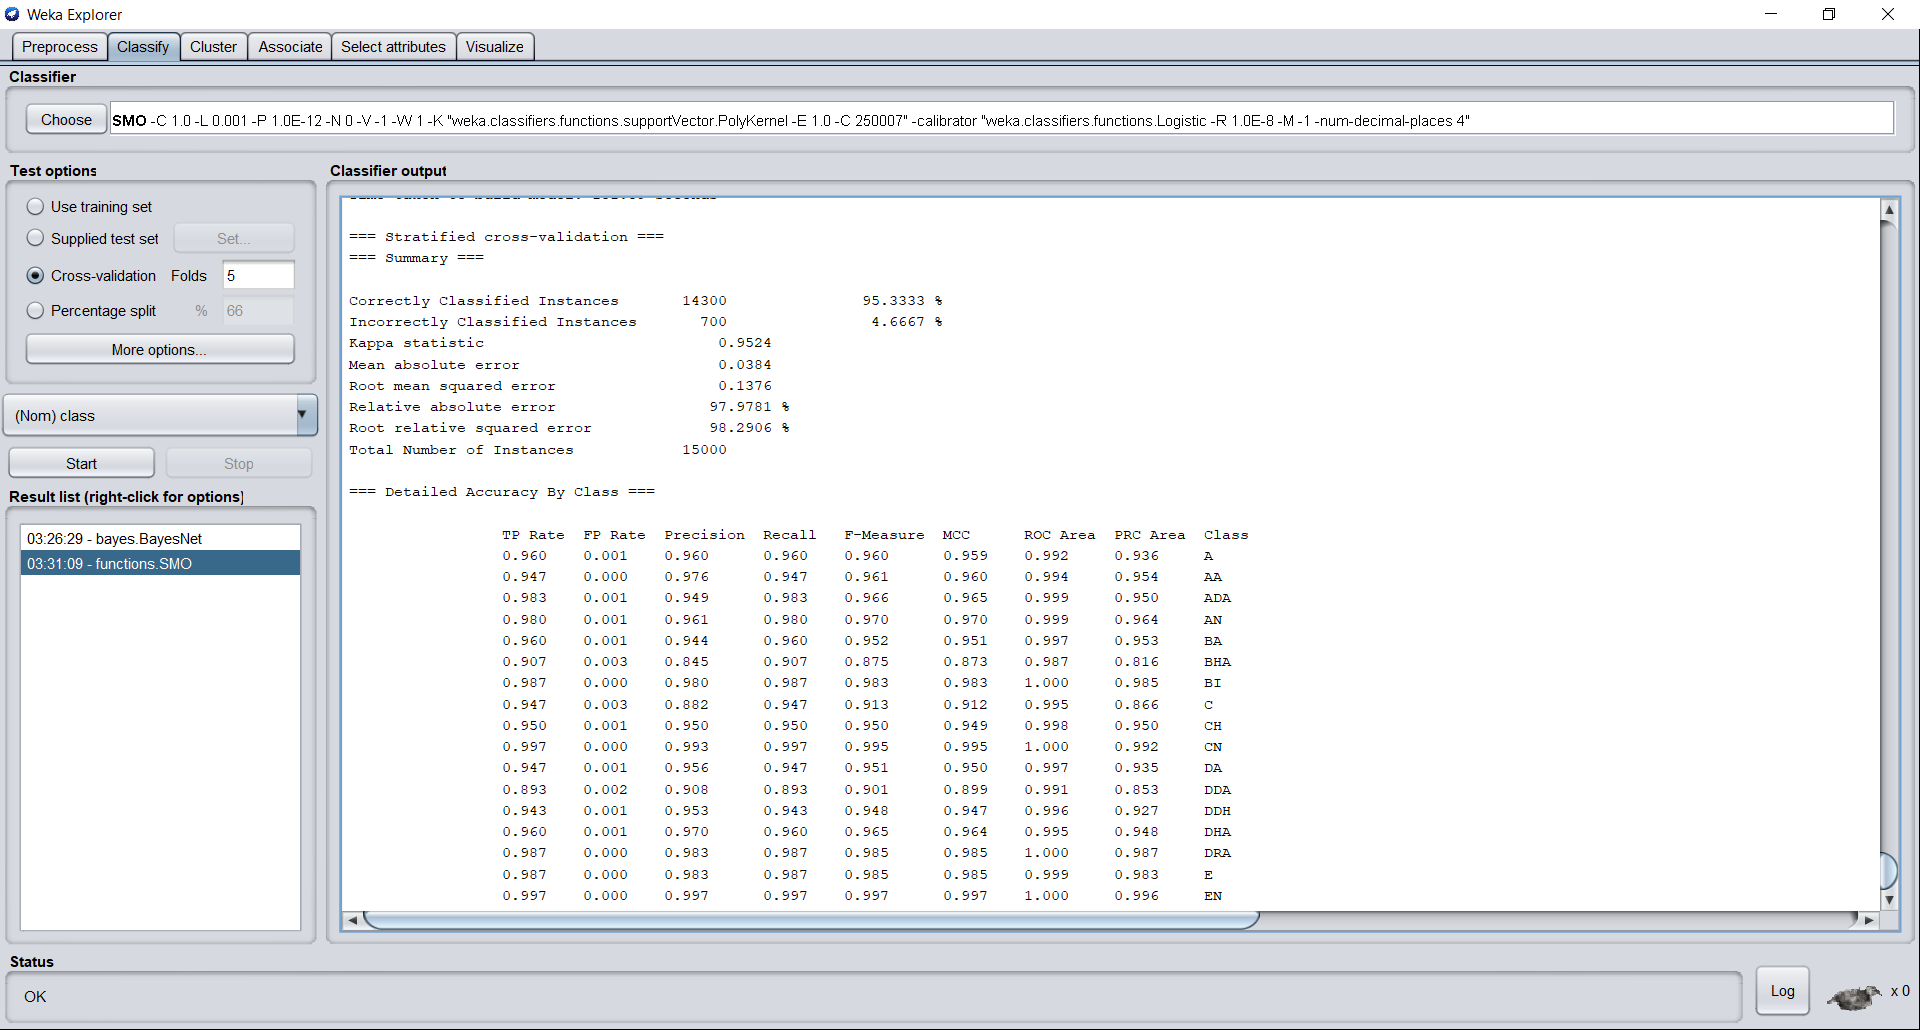 Weka Explorer
Preprocess Classify Cluster Associate Select attributes Visualize
Classifier
Choose SMO -C 1.0 -L 0.001 -P 1.0E-12 -N 0 -V -1 -W 1 -K "weka.classifiers.functions.supportVector.PolyKernel -E 1.0 -C 250007" -calibrator "weka.classifiers.functions.Logistic -R 1.0E-8 -M -1 -num-decimal-places 4"
Test options
Use training set
Supplied test set Set...
Cross-validation Folds 5
Percentage split % 66
More options...
(Nom) class
Start Stop
Result list (right-click for options)
03:26:29 - bayes.BayesNet
03:31:09 - functions.SMO
Classifier output
=== Stratified cross-validation ===
=== Summary ===
Correctly Classified Instances 14300 95.3333 %
Incorrectly Classified Instances 700 4.6667 %
Kappa statistic 0.9524
Mean absolute error 0.0384
Root mean squared error 0.1376
Relative absolute error 97.9781 %
Root relative squared error 98.2906 %
Total Number of Instances 15000
=== Detailed Accuracy By Class ===
TP Rate FP Rate Precision Recall F-Measure MCC ROC Area PRC Area Class
0.960 0.001 0.960 0.960 0.960 0.959 0.992 0.936 A
0.947 0.000 0.976 0.947 0.961 0.960 0.994 0.954 AA
0.983 0.001 0.949 0.983 0.966 0.965 0.999 0.950 ADA
0.980 0.001 0.961 0.980 0.970 0.970 0.999 0.964 AN
0.960 0.001 0.944 0.960 0.952 0.951 0.997 0.953 BA
0.907 0.003 0.845 0.907 0.875 0.873 0.987 0.816 BHA
0.987 0.000 0.980 0.987 0.983 0.983 1.000 0.985 BI
0.947 0.003 0.882 0.947 0.913 0.912 0.995 0.866 C
0.950 0.001 0.950 0.950 0.950 0.949 0.998 0.950 CH
0.997 0.000 0.993 0.997 0.995 0.995 1.000 0.992 CN
0.947 0.001 0.956 0.947 0.951 0.950 0.997 0.935 DA
0.893 0.002 0.908 0.893 0.901 0.899 0.991 0.853 DDA
0.943 0.001 0.953 0.943 0.948 0.947 0.996 0.927 DDH
0.960 0.001 0.970 0.960 0.965 0.964 0.995 0.948 DHA
0.987 0.000 0.983 0.987 0.985 0.985 1.000 0.987 DRA
0.987 0.000 0.983 0.987 0.985 0.985 0.999 0.983 E
0.997 0.000 0.997 0.997 0.997 0.997 1.000 0.996 EN
Status
OK
Log x 0